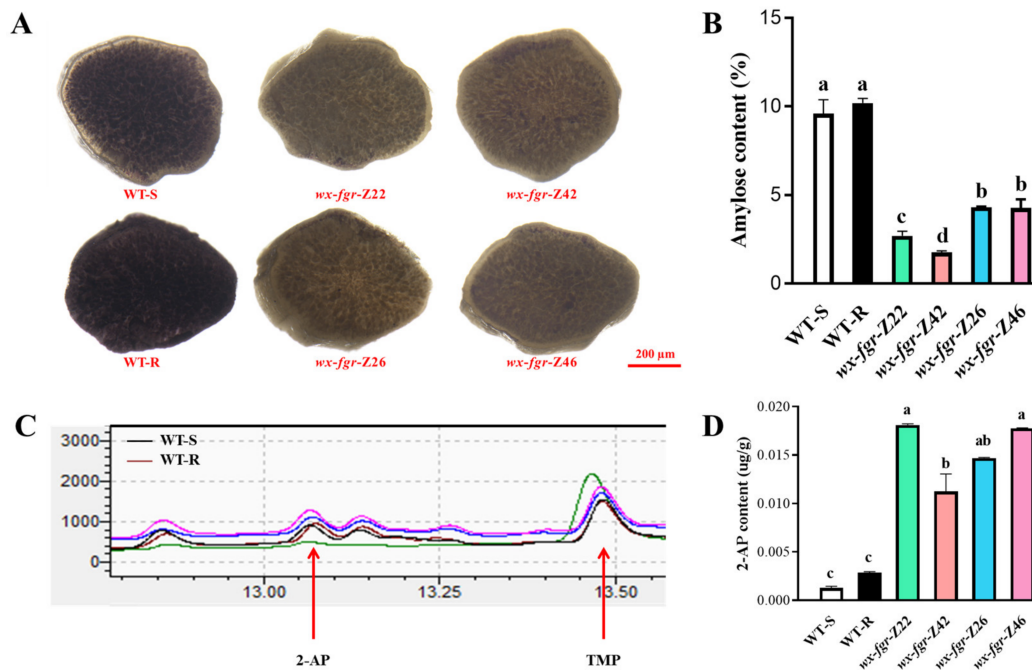 A
WT-S
wx-fgr-Z22
wx-fgr-Z42
WT-R
wx-fgr-Z26
wx-fgr-Z46
200 μm
B
Amylose content (%)
15
10
5
0
a
a
c
d
b
b
WT-S
WT-R
wx-fgr-Z22
wx-fgr-Z42
wx-fgr-Z26
wx-fgr-Z46
C
3000
2000
1000
0
WT-S
WT-R
13.00
13.25
13.50
2-AP
TMP
D
2-AP content (ug/g)
0.020
0.015
0.010
0.005
0.000
c
c
a
b
ab
a
WT-S
WT-R
wx-fgr-Z22
wx-fgr-Z42
wx-fgr-Z26
wx-fgr-Z46